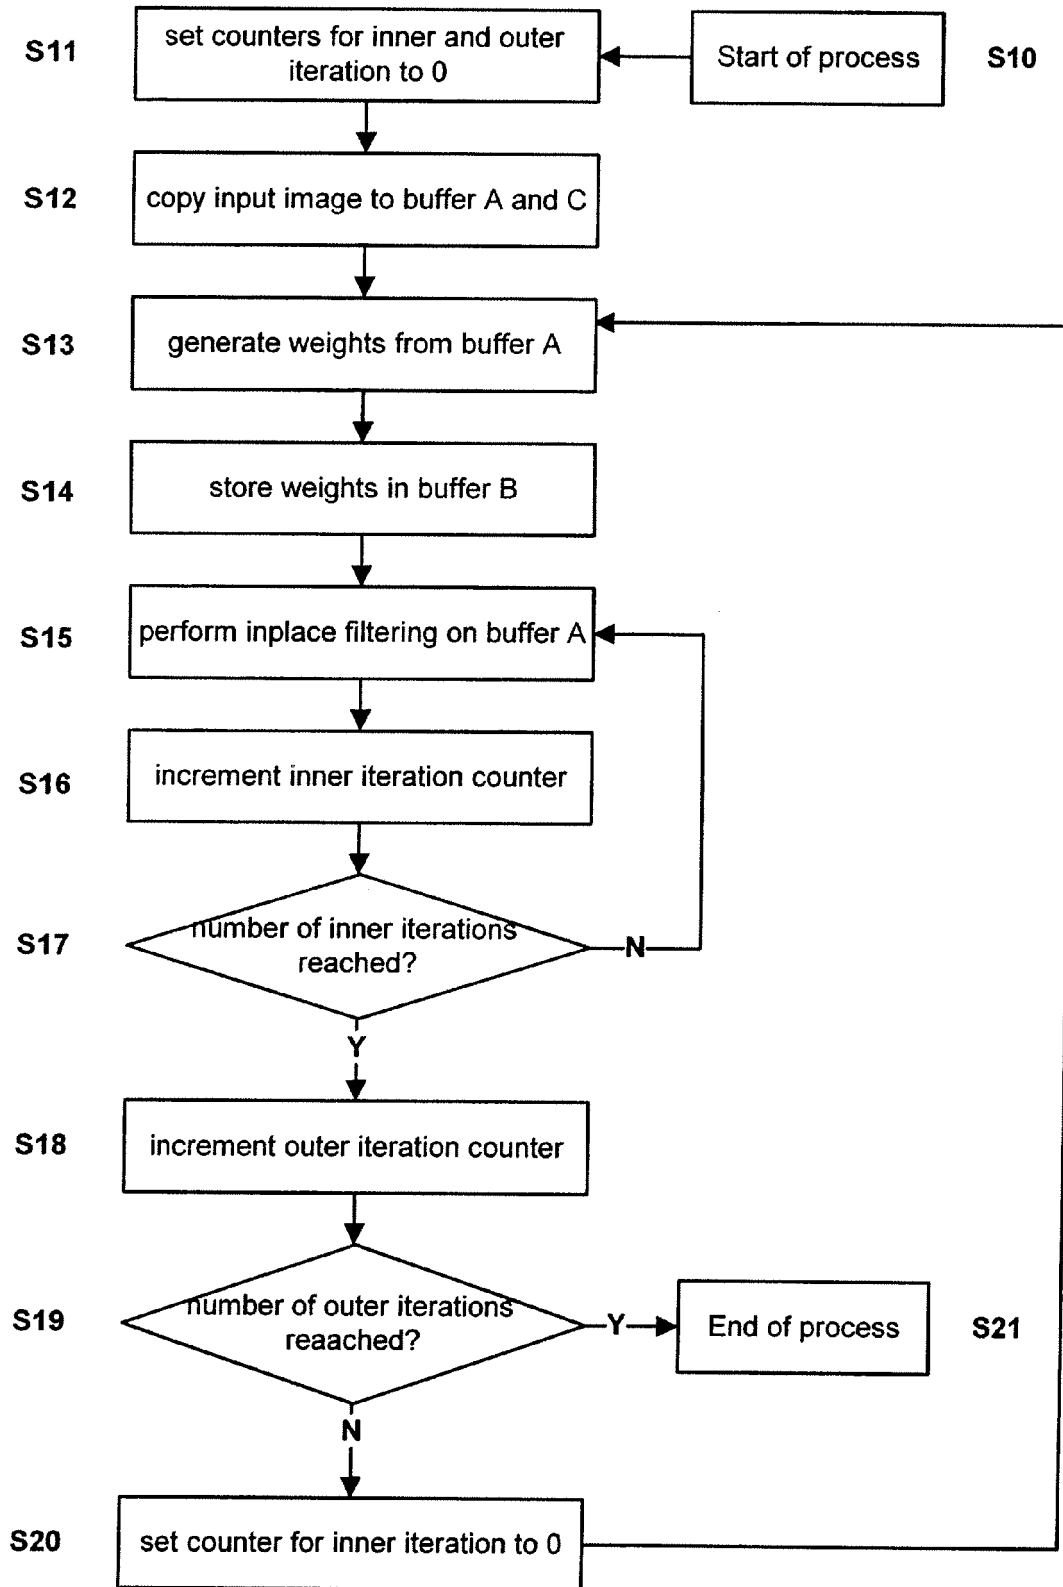 S11
set counters for inner and outer
iteration to 0
Start of process
S10
S12
copy input image to buffer A and C
S13
generate weights from buffer A
S14
store weights in buffer B
S15
perform inplace filtering on buffer A
S16
increment inner iteration counter
S17
number of inner iterations
reached?
N
Y
S18
increment outer iteration counter
S19
number of outer iterations
reaached?
Y
End of process
S21
N
S20
set counter for inner iteration to 0